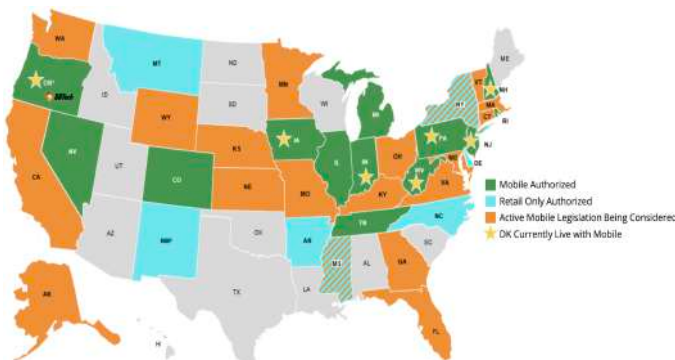 WA
MT
ND
MN
ME
OR*
ID
SD
WI
MI
VT
NH
NY
MA
CT
RI
WY
IA
PA
NJ
NV
UT
KS
IL
IN
OH
DE
MD
CA
CO
NE
MO
WV
VA
KY
AZ
OK
AR
TN
NC
SC
TX
LA
MS
AL
GA
AK
HI
FL
Mobile Authorized
Retail Only Authorized
Active Mobile Legislation Being Considered
DK Currently Live with Mobile